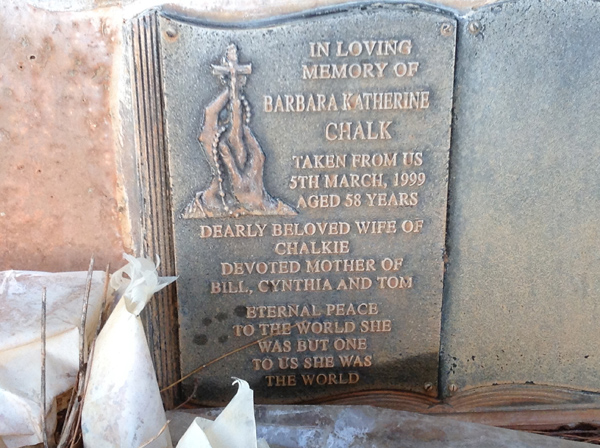 IN LOVING
MEMORY OF
BARBARA KATHERINE
CHALK
TAKEN FROM US
5TH MARCH, 1999
AGED 58 YEARS
DEARLY BELOVED WIFE OF
CHALKIE
DEVOTED MOTHER OF
BILL, CYNTHIA AND TOM
ETERNAL PEACE
TO THE WORLD SHE
WAS BUT ONE
TO US SHE WAS
THE WORLD